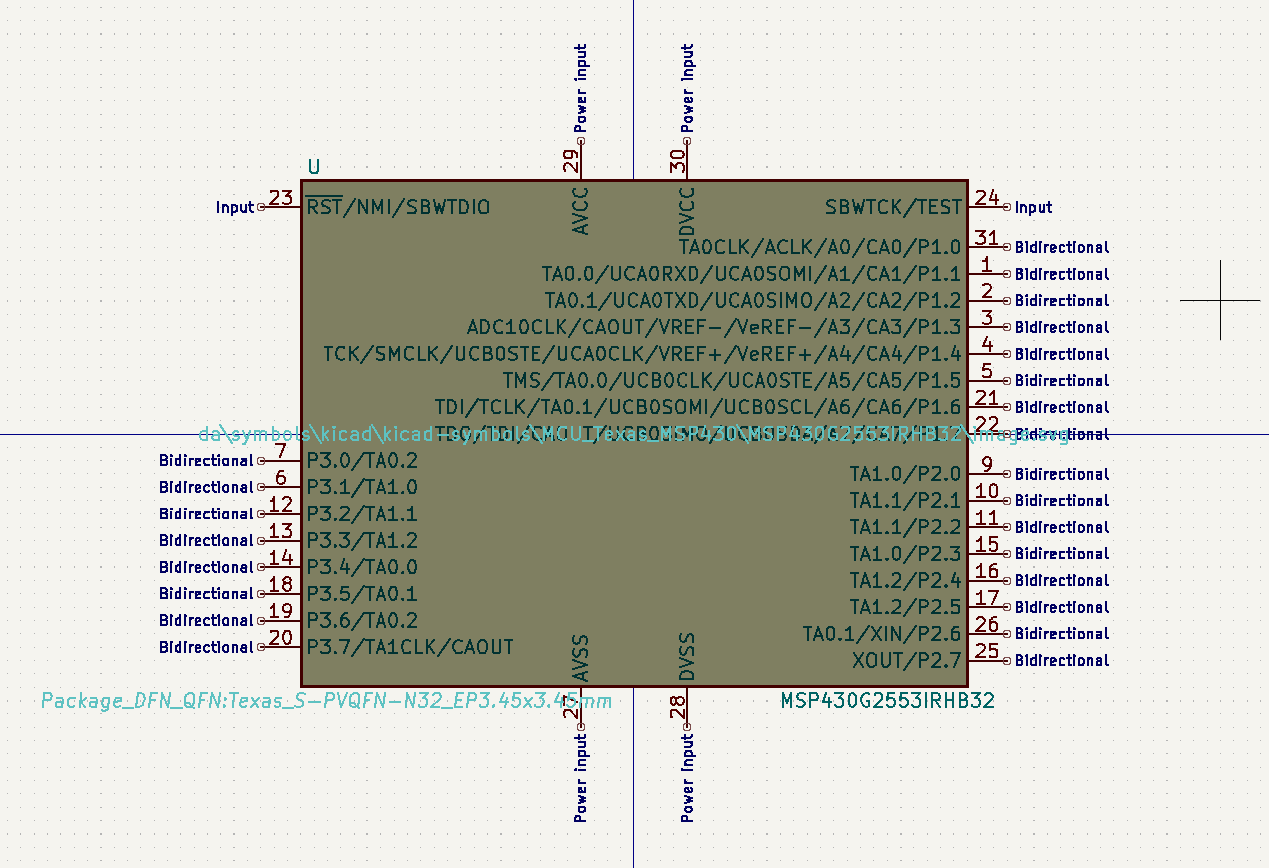 Power input
Power input
29
30
U
AVCC
DVCC
Input 23 RST/NMI/SBWTDIO
SBWTCK/TEST 24 Input
TA0CLK/ACLK/A0/CA0/P1.0 31 Bidirectional
TA0.0/UCA0RXD/UCA0SOMI/A1/CA1/P1.1 1 Bidirectional
TA0.1/UCA0TXD/UCA0SIMO/A2/CA2/P1.2 2 Bidirectional
ADC10CLK/CAOUT/VREF-/VeREF-/A3/CA3/P1.3 3 Bidirectional
TCK/SMCLK/UCB0STE/UCA0CLK/VREF+/VeREF+/A4/CA4/P1.4 4 Bidirectional
TMS/TA0.0/UCB0CLK/UCA0STE/A5/CA5/P1.5 5 Bidirectional
TDI/TCLK/TA0.1/UCB0SOMI/UCB0SCL/A6/CA6/P1.6 21 Bidirectional
22 Bidirectional
da\symbols\kicad\kicad-symbols\MCU_Texas_MSP430\MSP430G2553IRHB32\image.svg
Bidirectional 7 P3.0/TA0.2
Bidirectional 6 P3.1/TA1.0
Bidirectional 12 P3.2/TA1.1
Bidirectional 13 P3.3/TA1.2
Bidirectional 14 P3.4/TA0.0
Bidirectional 18 P3.5/TA0.1
Bidirectional 19 P3.6/TA0.2
Bidirectional 20 P3.7/TA1CLK/CAOUT
TA1.0/P2.0 9 Bidirectional
TA1.1/P2.1 10 Bidirectional
TA1.1/P2.2 11 Bidirectional
TA1.0/P2.3 15 Bidirectional
TA1.2/P2.4 16 Bidirectional
TA1.2/P2.5 17 Bidirectional
TA0.1/XIN/P2.6 26 Bidirectional
XOUT/P2.7 25 Bidirectional
AVSS
DVSS
Package_DFN_QFN:Texas_S-PVQFN-N32_EP3.45x3.45mm
MSP430G2553IRHB32
27
28
Power input
Power input